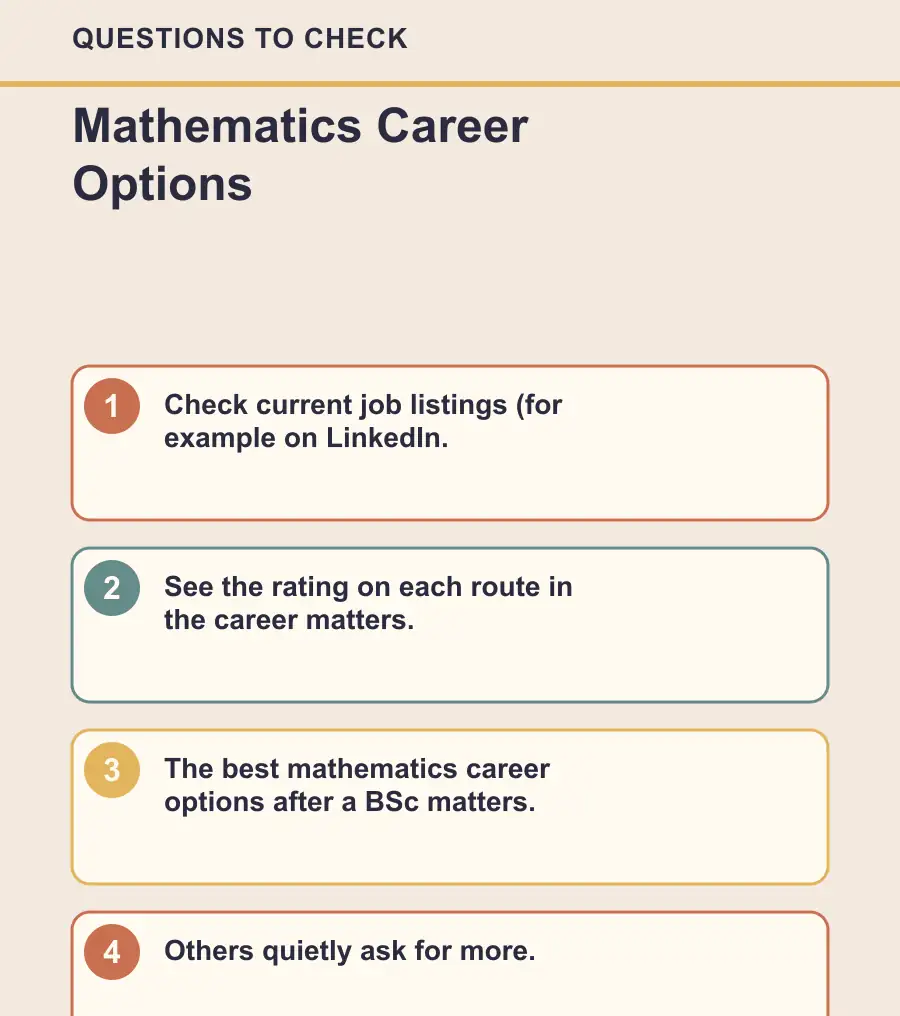 QUESTIONS TO CHECK
Mathematics Career
Options
1
Check current job listings (for
example on LinkedIn.
2
See the rating on each route in
the career matters.
3
The best mathematics career
options after a BSc matters.
4
Others quietly ask for more.